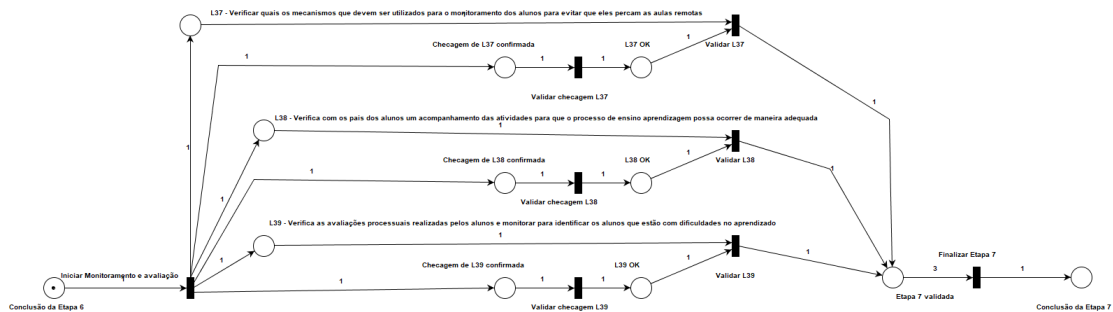 L37 - Verificar quais os mecanismos que devem ser utilizados para o monitoramento dos alunos para evitar que eles percam as aulas remotas
1
Checagem de L37 confirmada
L37 OK
Validar L37
1
1
1
1
Validar checagem L37
1
1
L38 - Verifica com os pais dos alunos um acompanhamento das atividades para que o processo de ensino aprendizagem possa ocorrer de maneira adequada
1
Checagem de L38 confirmada
L38 OK
Validar L38
1
1
1
1
1
Validar checagem L38
1
L39 - Verifica as avaliações processuais realizadas pelos alunos e monitorar para identificar os alunos que estão com dificuldades no aprendizado
1
Checagem de L39 confirmada
L39 OK
Validar L39
1
1
1
Finalizar Etapa 7
Iniciar Monitoramento e avaliação
1
1
1
1
3
1
Conclusão da Etapa 6
Validar checagem L39
Etapa 7 validada
Conclusão da Etapa 7